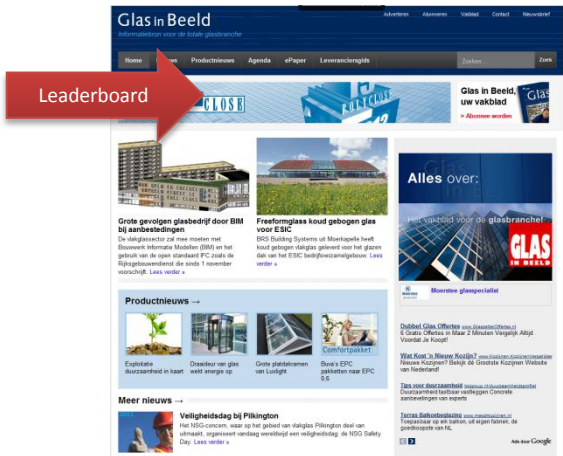 Glas in Beeld
Informatiebron voor de totale glasbranche
Adverteren Abonneren Vakblad Contact Nieuwsbrief
Home Productnieuws Agenda ePaper Leveranciersgids Zoeken... Zoek
Leaderboard
CLOSE
POLYCLOSE
Glas in Beeld,
uw vakblad
> Abonnee worden
Glas
Grote gevolgen glasbedrijf door BIM
bij aanbestedingen
De vlakglassector zal mee moeten met
Bouwwerk Informatie Modellen (BIM) en het
gebruik van de open standaard IFC zoals de
Rijksgebouwendienst die sinds 1 november
voorschrijft. Lees verder »
Freeformglass koud gebogen glas
voor ESIC
BRS Building Systems uit Moerkapelle heeft
koud gebogen vlakglas geleverd voor het glazen
dak van het ESIC bedrijfsverzamelgebouw. Lees
verder »
Alles over:
Het vakblad voor de glasbranche!
GLAS
IN BEELD
Moerstee glasspecialist
Productnieuws →
Comfortpakket
Exploitatie
duurzaamheid in kaart
Draaideur van glas
wekt energie op
Grote platdakramen
van Luxlight
Buva's EPC
pakketten naar EPC
0,6
Dubbel Glas Offertes
6 Gratis Offertes in Maar 2 Minuten Vergelijk Altijd
Voordat Je Koopt!
Wat Kost 'n Nieuw Kozijn?
Nieuwe Kozijnen? Bekijk dé Grootste Kozijnen Website
van Nederland!
Tips voor duurzaamheid
Duurzaamheid tastbaar vastleggen Concrete
aanbevelingen van experts
Terras Balkonbeglazing
Toepasbaar op elk balkon, uit eigen fabriek, de
goedkoopste van NL
Ads door Google
Meer nieuws →
Veiligheidsdag bij Pilkington
Het NSG-concern, waar op het gebied van vlakglas Pilkington deel van
uitmaakt, organiseert vandaag wereldwijd een veiligheidsdag: de NSG Safety
Day. Lees verder »